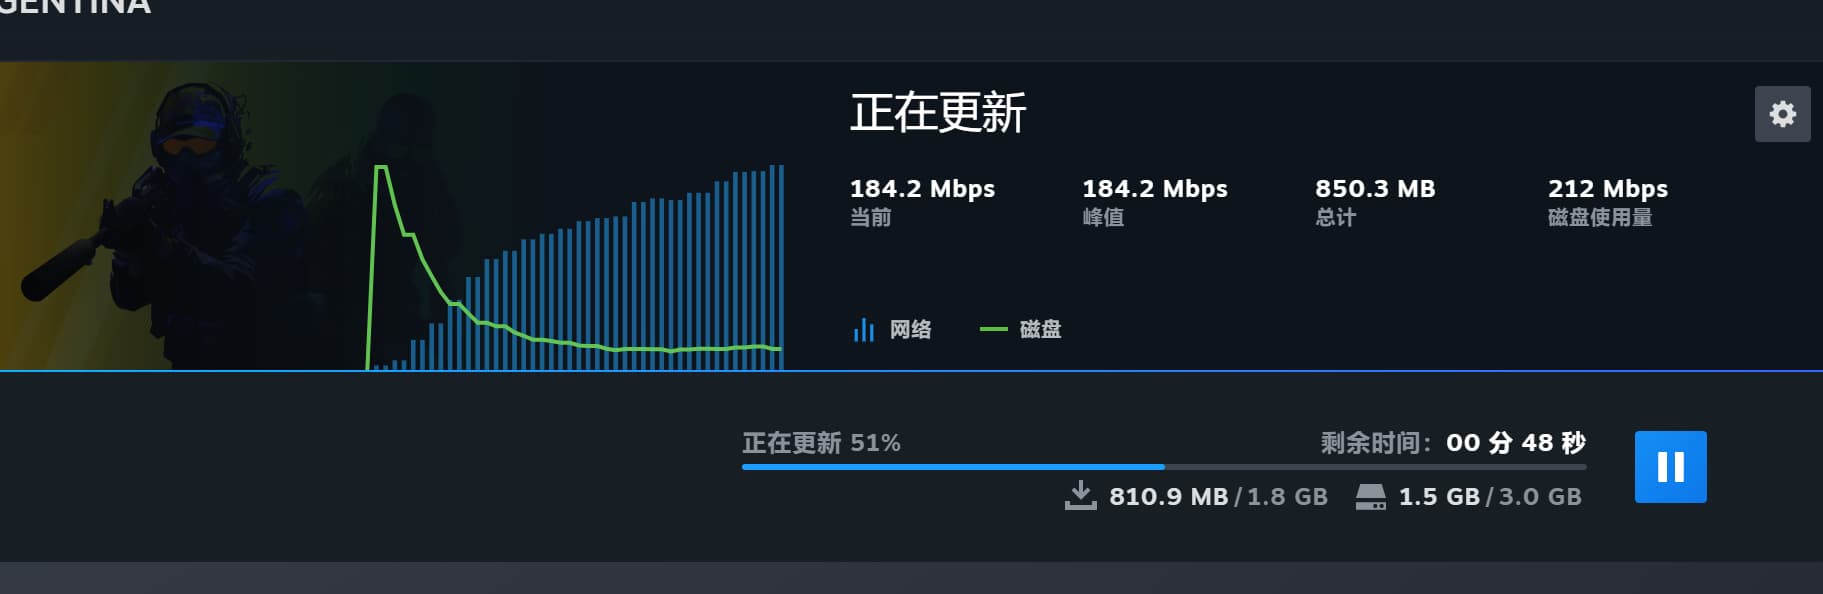 GENTINA
正在更新
184.2 Mbps 184.2 Mbps 850.3 MB 212 Mbps
当前 峰值 总计 磁盘使用量
网络 磁盘
正在更新 51% 剩余时间: 00 分 48 秒
810.9 MB / 1.8 GB 1.5 GB / 3.0 GB